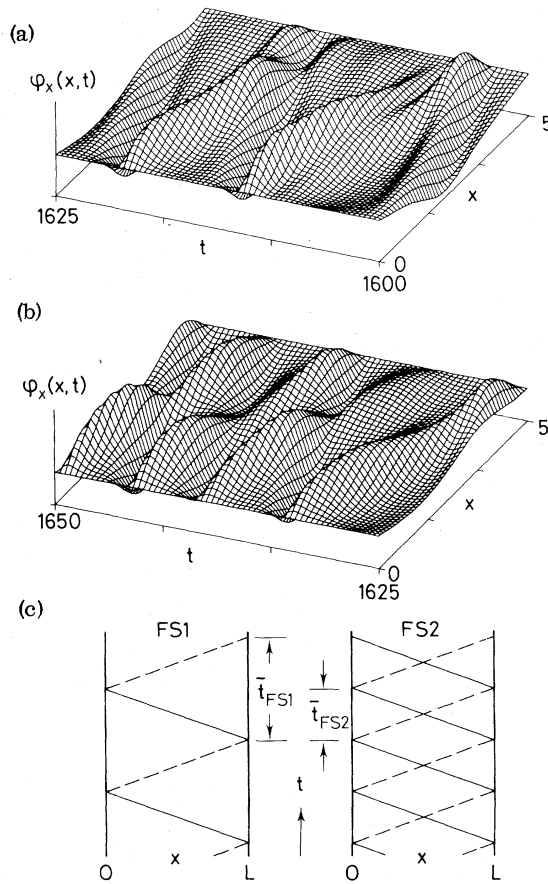 (a)
φx(x,t)
5
x
1625
t
0
1600
(b)
φx(x,t)
5
x
1650
t
0
1625
(c)
FS1
FS2
t̄FS1
t̄FS2
t
O
x
L
O
x
L